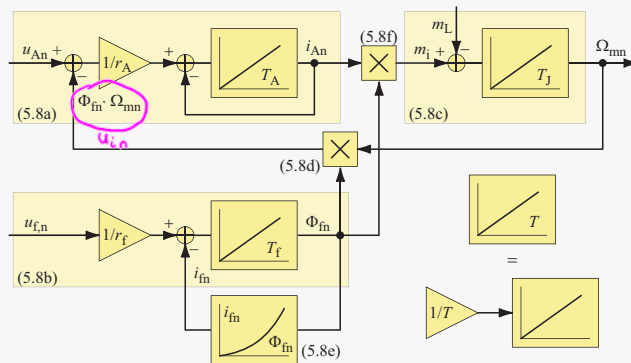 u_An + − 1/r_A + − T_A i_An (5.8f) m_L m_i + − T_J Ω_mn
Φ_fn · Ω_mn
(5.8a) (5.8c)
u_in
(5.8d)
u_f,n 1/r_f + − T_f Φ_fn
i_fn
(5.8b)
i_fn Φ_fn (5.8e)
T
=
1/T